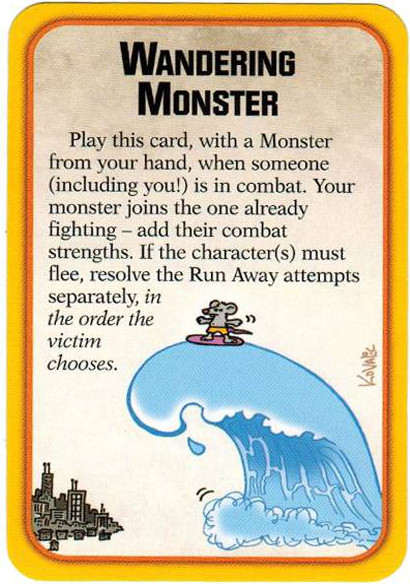 WANDERING
MONSTER
Play this card, with a Monster
from your hand, when someone
(including you!) is in combat. Your
monster joins the one already
fighting – add their combat
strengths. If the character(s) must
flee, resolve the Run Away attempts
separately, in
the order the
victim
chooses.
KOVALIC